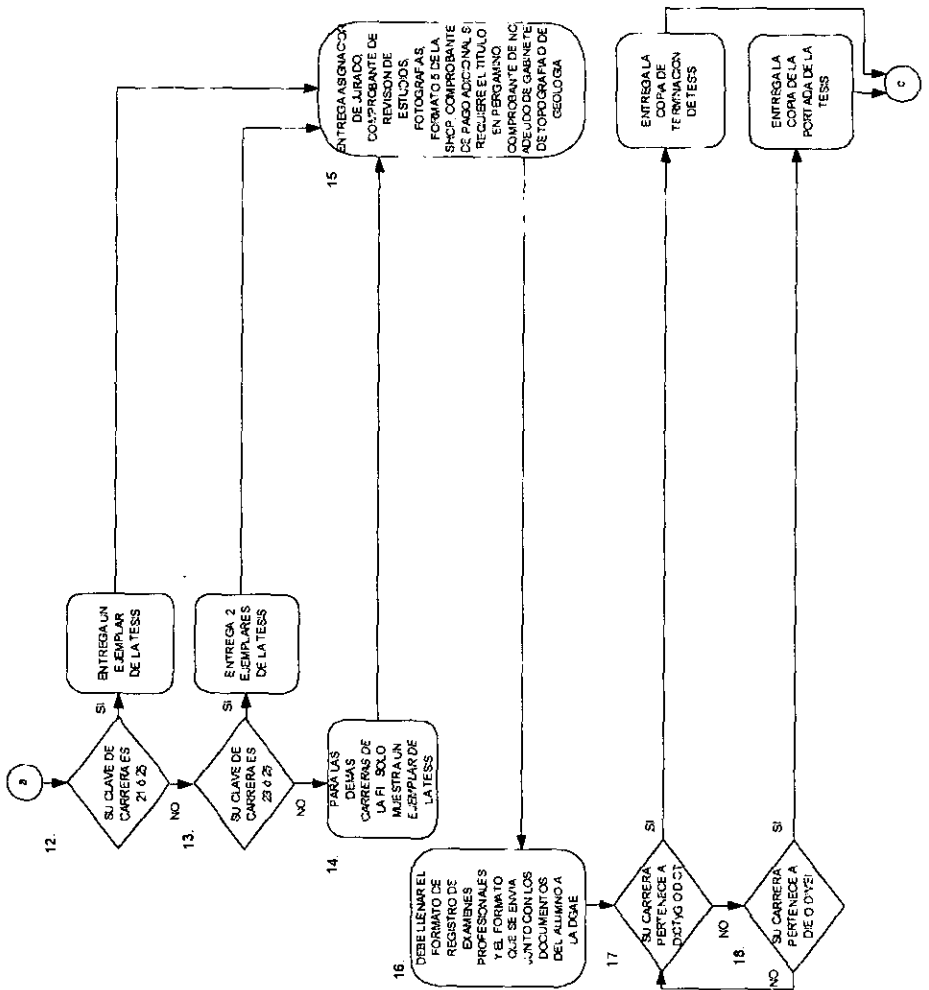 a
12.
SU CLAVE DE
CARRERA ES
21 ó 25
SI
ENTREGA UN
EJEMPLAR
DE LA TESIS
NO
13.
SU CLAVE DE
CARRERA ES
23 ó 25
SI
ENTREGA 2
EJEMPLARES
DE LA TESIS
NO
14.
PARA LAS
DEMAS
CARRERAS DE
LA FI SOLO
MUESTRA UN
EJEMPLAR DE
LA TESIS
15
ENTREGA ASIGNACION
DE JURADO,
COMPROBANTE DE
REVISION DE
ESTUDIOS,
FOTOGRAFIAS,
FORMATO 5 DE LA
SHCP, COMPROBANTE
DE PAGO ADICIONAL SI
REQUIERE EL TITULO
EN PERGAMINO.
COMPROBANTE DE NO
ADEUDO DE GABINETE
DE TOPOGRAFIA O DE
GEOLOGIA
16.
DEBE LLENAR EL
FORMATO DE
REGISTRO DE
EXAMENES
PROFESIONALES
Y EL FORMATO
QUE SE ENVIA
JUNTO CON LOS
DOCUMENTOS
DEL ALUMNO A
LA DGAE
17
SU CARRERA
PERTENECE A
DICTyG O DICT
SI
ENTREGA LA
COPIA DE
TERMINACION
DE TESIS
NO
18.
SU CARRERA
PERTENECE A
DIE O DIMEI
SI
ENTREGA LA
COPIA DE LA
PORTADA DE LA
TESIS
NO
c